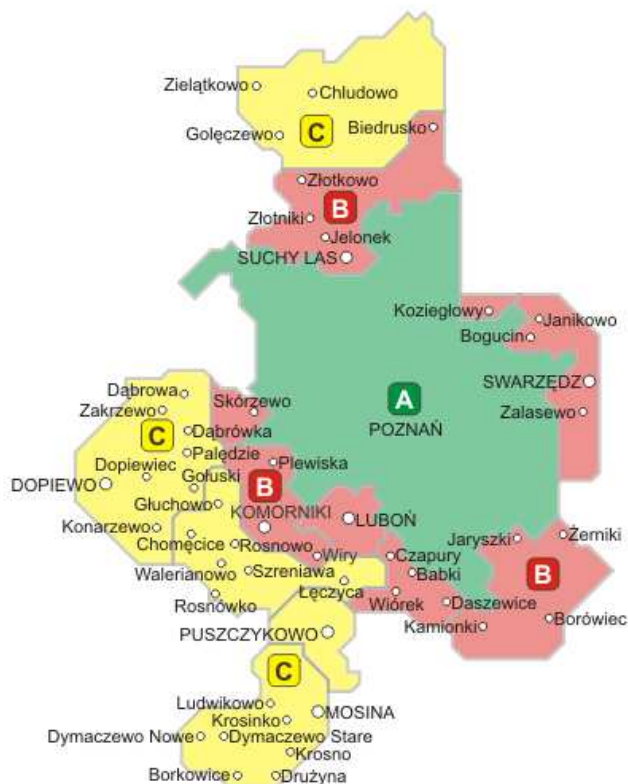 Zielątkowo
Chludowo
Golęczewo
C
Biedrusko
Złotkowo
B
Złotniki
Jelonek
SUCHY LAS
Koziegłowy
Janikowo
Bogucin
SWARZĘDZ
A
Zalasewo
POZNAŃ
Dąbrowa
Zakrzewo
Skórzewo
C
Dąbrówka
Palędzie
Dopiewiec
Gołuski
Plewiska
DOPIEWO
B
Głuchowo
KOMORNIKI
LUBOŃ
Konarzewo
Chomęcice
Rosnowo
Wiry
Jaryszki
Żerniki
Czapury
Walerianowo
Szreniawa
Babki
B
Łęczyca
Rosnówko
Wiórek
Daszewice
Kamionki
Borówiec
PUSZCZYKOWO
C
Ludwikowo
MOSINA
Krosinko
Dymaczewo Nowe
Dymaczewo Stare
Krosno
Borkowice
Drużyna